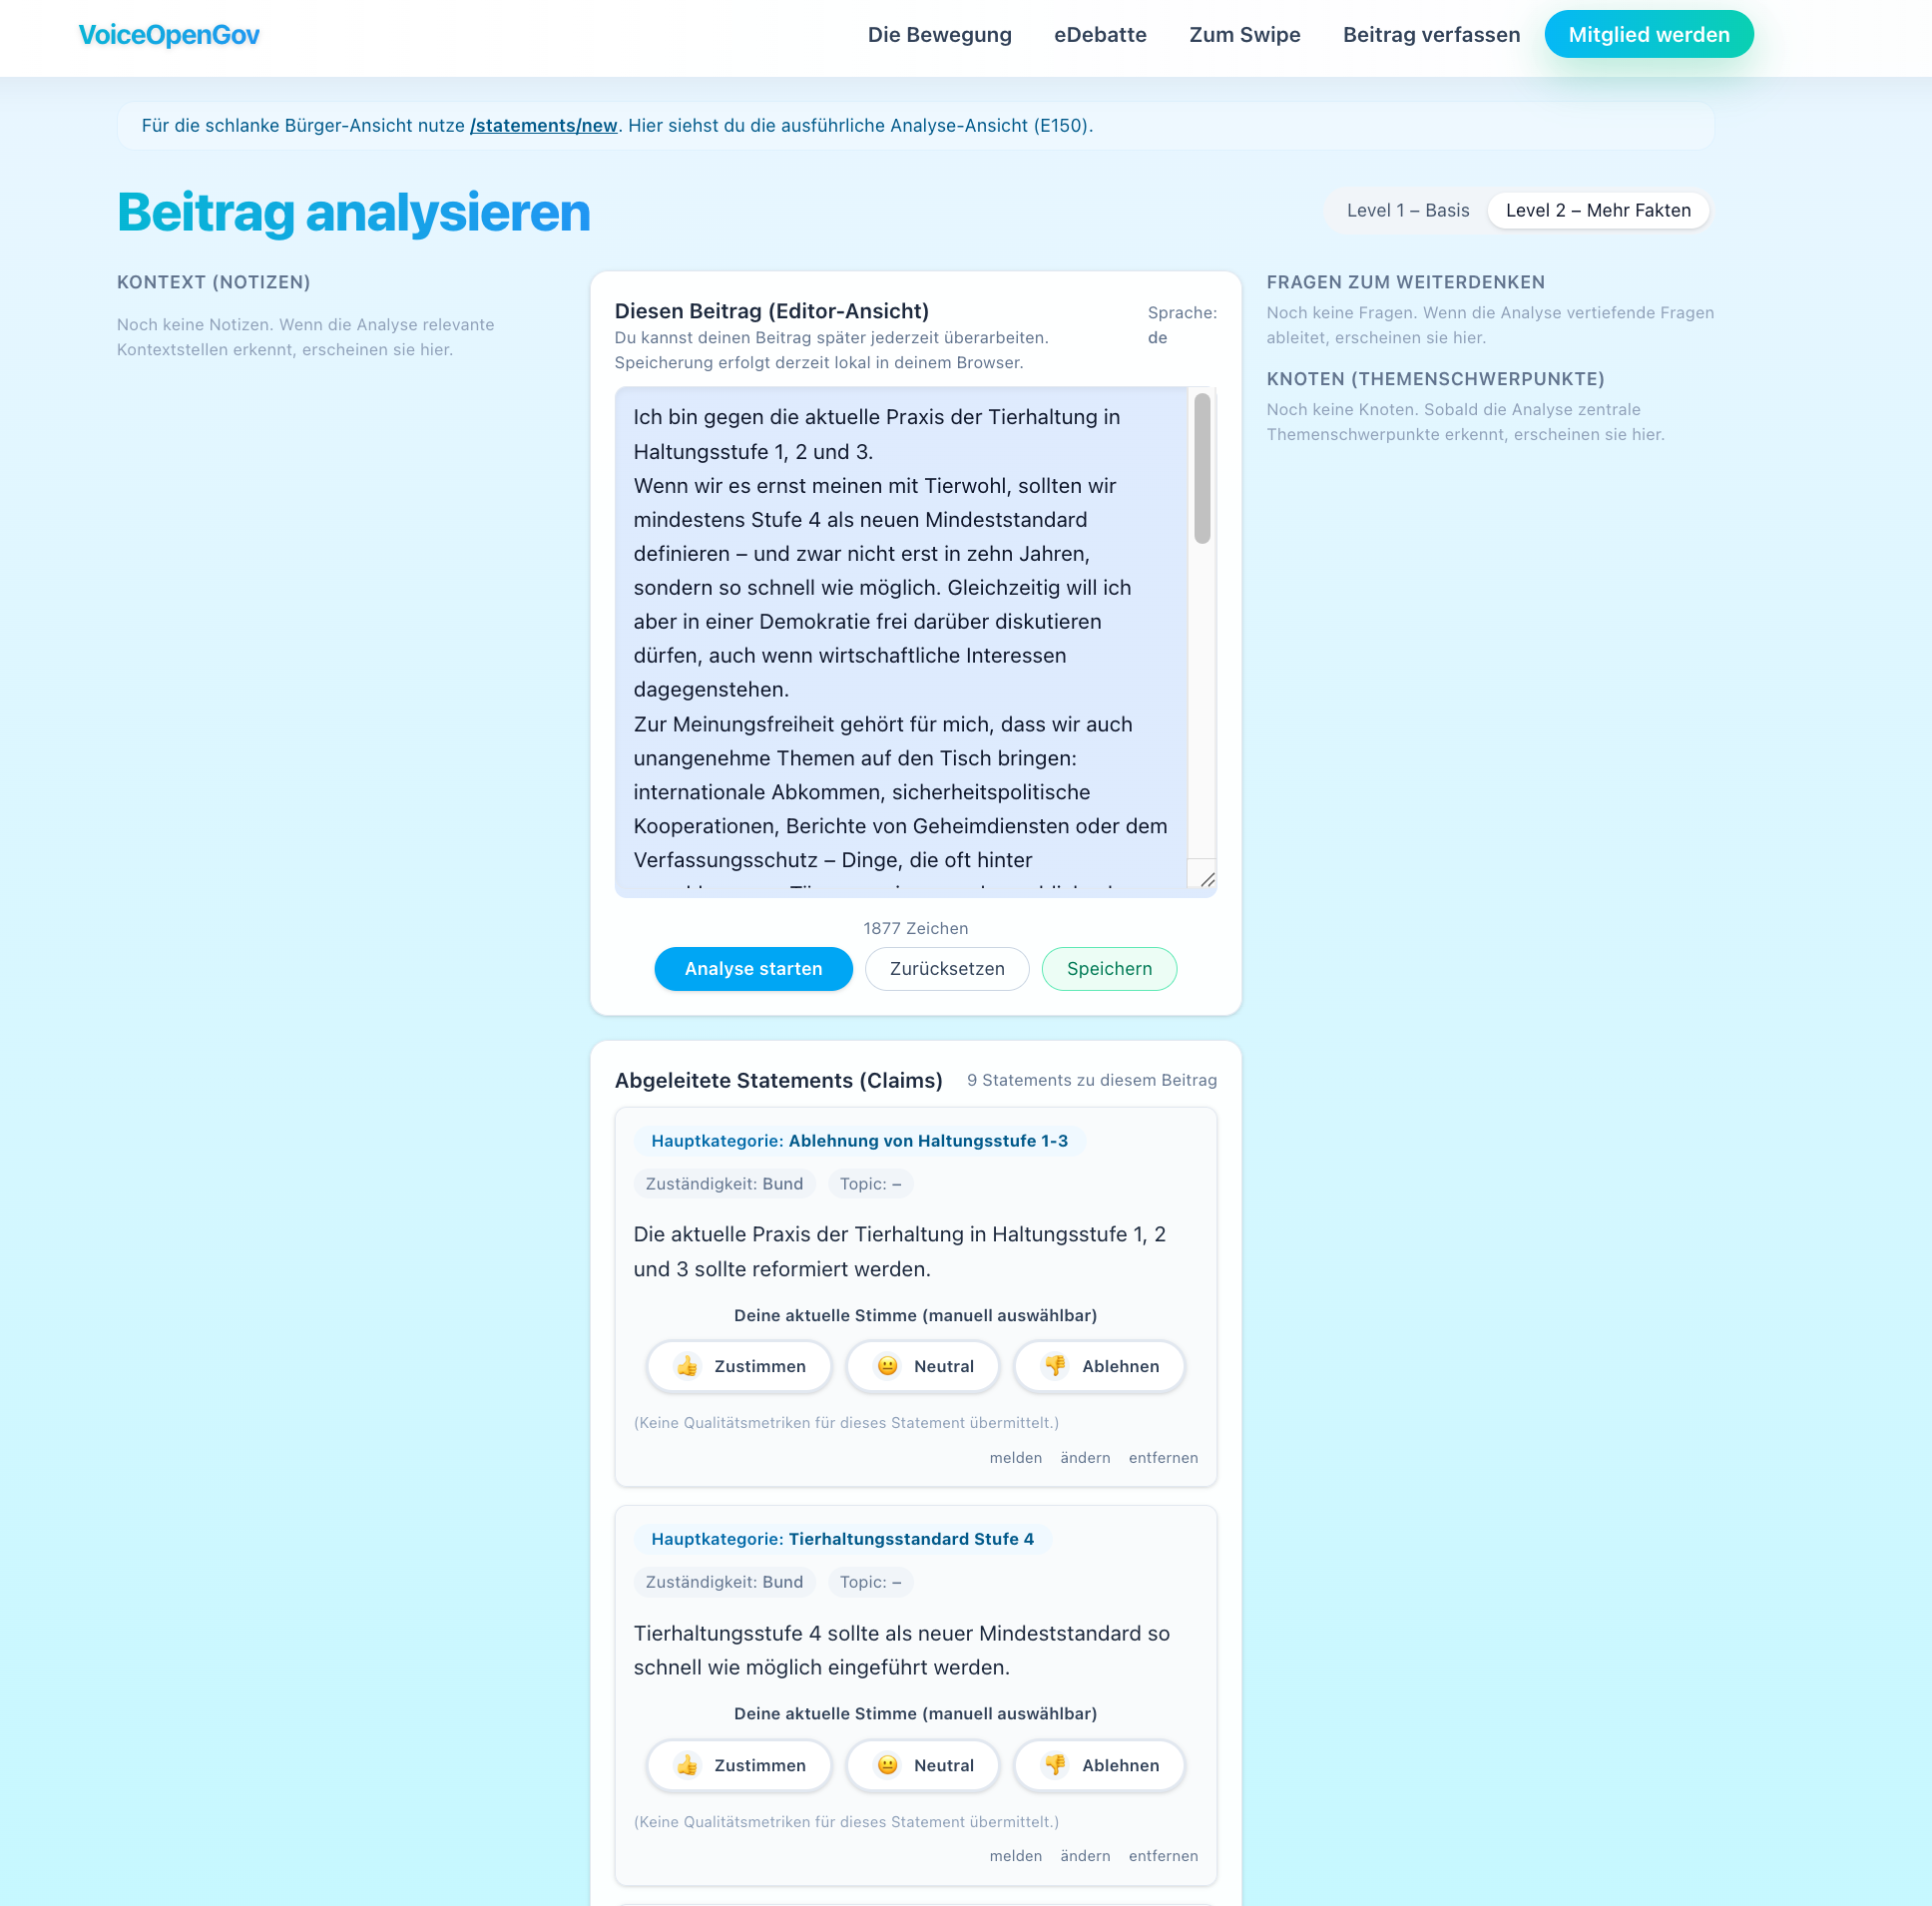 VoiceOpenGov
Die Bewegung
eDebatte
Zum Swipe
Beitrag verfassen
Mitglied werden
Für die schlanke Bürger-Ansicht nutze /statements/new. Hier siehst du die ausführliche Analyse-Ansicht (E150).
Beitrag analysieren
Level 1 – Basis
Level 2 – Mehr Fakten
KONTEXT (NOTIZEN)
Noch keine Notizen. Wenn die Analyse relevante
Kontextstellen erkennt, erscheinen sie hier.
Diesen Beitrag (Editor-Ansicht)
Du kannst deinen Beitrag später jederzeit überarbeiten.
Speicherung erfolgt derzeit lokal in deinem Browser.
Sprache:
de
Ich bin gegen die aktuelle Praxis der Tierhaltung in
Haltungsstufe 1, 2 und 3.
Wenn wir es ernst meinen mit Tierwohl, sollten wir
mindestens Stufe 4 als neuen Mindeststandard
definieren – und zwar nicht erst in zehn Jahren,
sondern so schnell wie möglich. Gleichzeitig will ich
aber in einer Demokratie frei darüber diskutieren
dürfen, auch wenn wirtschaftliche Interessen
dagegenstehen.
Zur Meinungsfreiheit gehört für mich, dass wir auch
unangenehme Themen auf den Tisch bringen:
internationale Abkommen, sicherheitspolitische
Kooperationen, Berichte von Geheimdiensten oder dem
Verfassungsschutz – Dinge, die oft hinter
1877 Zeichen
Analyse starten
Zurücksetzen
Speichern
FRAGEN ZUM WEITERDENKEN
Noch keine Fragen. Wenn die Analyse vertiefende Fragen
ableitet, erscheinen sie hier.
KNOTEN (THEMENSCHWERPUNKTE)
Noch keine Knoten. Sobald die Analyse zentrale
Themenschwerpunkte erkennt, erscheinen sie hier.
Abgeleitete Statements (Claims)
9 Statements zu diesem Beitrag
Hauptkategorie: Ablehnung von Haltungsstufe 1-3
Zuständigkeit: Bund
Topic: –
Die aktuelle Praxis der Tierhaltung in Haltungsstufe 1, 2
und 3 sollte reformiert werden.
Deine aktuelle Stimme (manuell auswählbar)
👍 Zustimmen
😐 Neutral
👎 Ablehnen
(Keine Qualitätsmetriken für dieses Statement übermittelt.)
melden ändern entfernen
Hauptkategorie: Tierhaltungsstandard Stufe 4
Zuständigkeit: Bund
Topic: –
Tierhaltungsstufe 4 sollte als neuer Mindeststandard so
schnell wie möglich eingeführt werden.
Deine aktuelle Stimme (manuell auswählbar)
👍 Zustimmen
😐 Neutral
👎 Ablehnen
(Keine Qualitätsmetriken für dieses Statement übermittelt.)
melden ändern entfernen